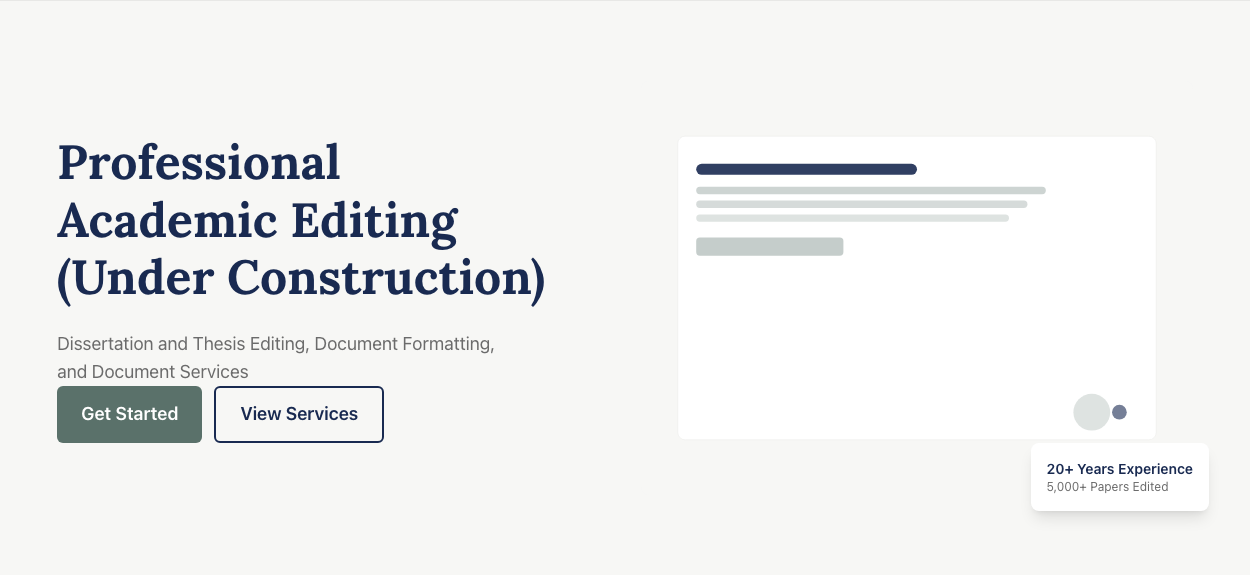 Professional
Academic Editing
(Under Construction)
Dissertation and Thesis Editing, Document Formatting,
and Document Services
Get Started
View Services
20+ Years Experience
5,000+ Papers Edited